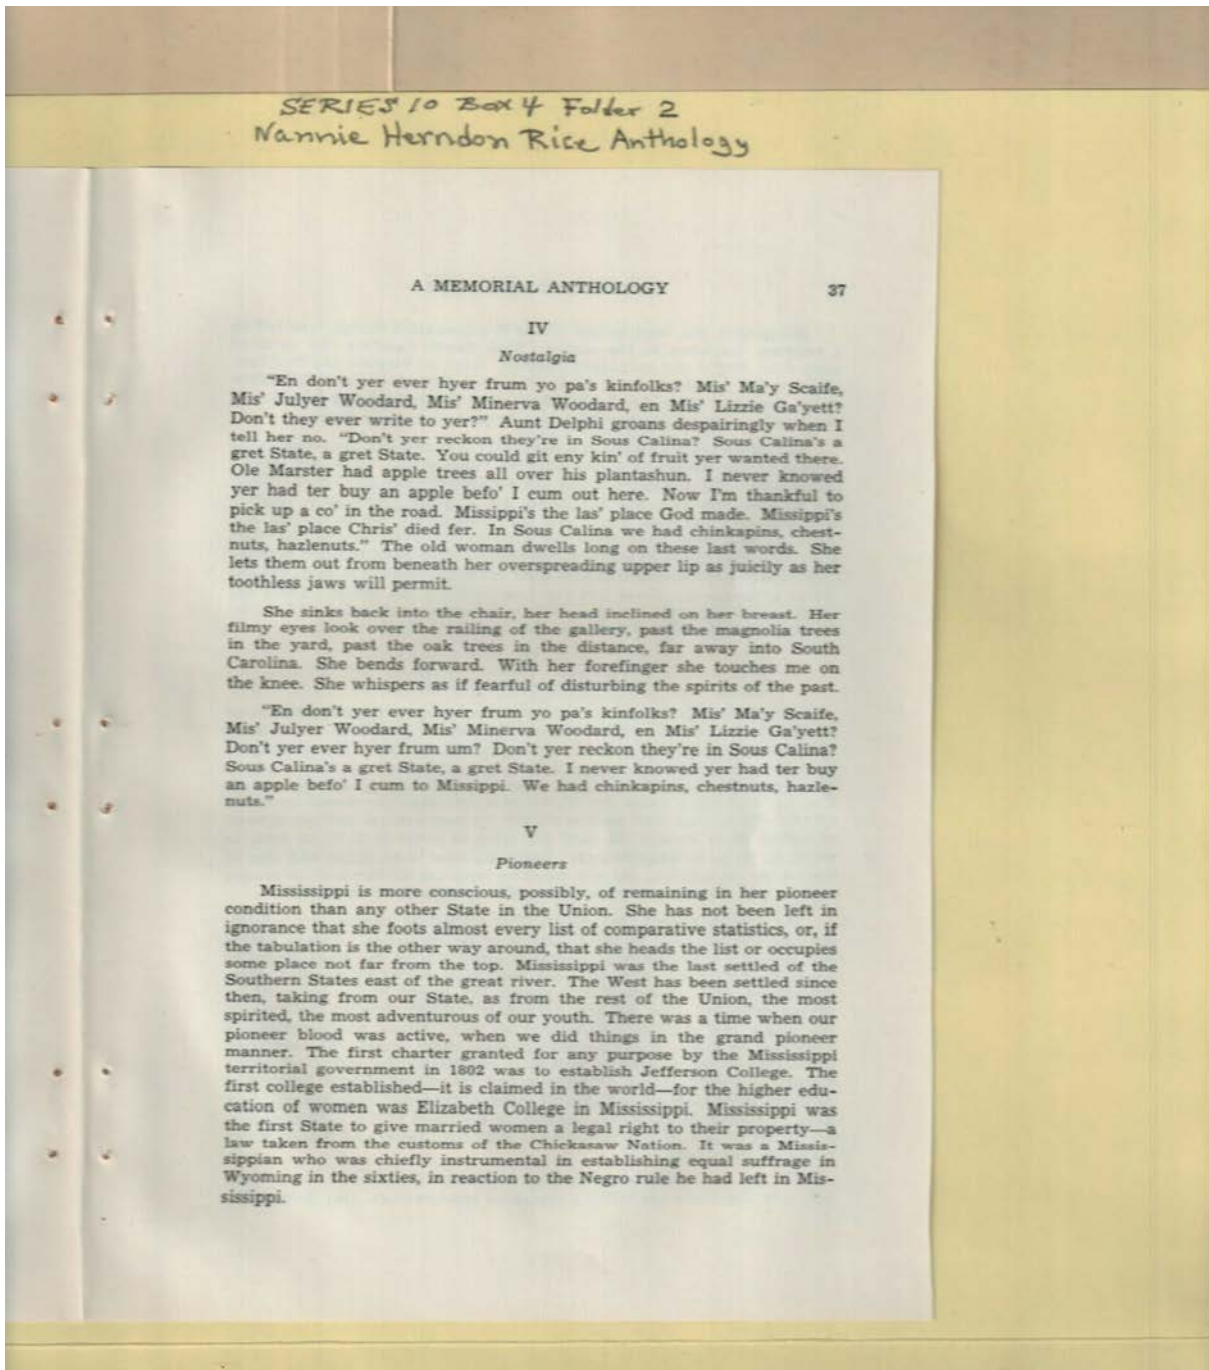 SERIES 10 Box 4 Folder 2
Nannie Herndon Rice Anthology
A MEMORIAL ANTHOLOGY 37
IV
Nostalgia
“En don't yer ever hyer frum yo pa's kinfolks? Mis' Ma'y Scaife,
Mis' Julyer Woodard, Mis' Minerva Woodard, en Mis' Lizzie Ga'yett?
Don't they ever write to yer?” Aunt Delphi groans despairingly when I
tell her no. “Don't yer reckon they're in Sous Calina? Sous Calina's a
gret State, a gret State. You could git eny kin' of fruit yer wanted there.
Ole Marster had apple trees all over his plantashun. I never knowed
yer had ter buy an apple befo' I cum out here. Now I'm thankful to
pick up a co' in the road. Missippi's the las' place God made. Missippi's
the las' place Chris' died fer. In Sous Calina we had chinkapins, chest-
nuts, hazlenuts.” The old woman dwells long on these last words. She
lets them out from beneath her overspreading upper lip as juicily as her
toothless jaws will permit.
She sinks back into the chair, her head inclined on her breast. Her
filmy eyes look over the railing of the gallery, past the magnolia trees
in the yard, past the oak trees in the distance, far away into South
Carolina. She bends forward. With her forefinger she touches me on
the knee. She whispers as if fearful of disturbing the spirits of the past.
“En don't yer ever hyer frum yo pa's kinfolks? Mis' Ma'y Scaife,
Mis' Julyer Woodard, Mis' Minerva Woodard, en Mis' Lizzie Ga'yett?
Don't yer ever hyer frum um? Don't yer reckon they're in Sous Calina?
Sous Calina's a gret State, a gret State. I never knowed yer had ter buy
an apple befo' I cum to Missippi. We had chinkapins, chestnuts, hazle-
nuts.”
V
Pioneers
Mississippi is more conscious, possibly, of remaining in her pioneer
condition than any other State in the Union. She has not been left in
ignorance that she foots almost every list of comparative statistics, or, if
the tabulation is the other way around, that she heads the list or occupies
some place not far from the top. Mississippi was the last settled of the
Southern States east of the great river. The West has been settled since
then, taking from our State, as from the rest of the Union, the most
spirited, the most adventurous of our youth. There was a time when our
pioneer blood was active, when we did things in the grand pioneer
manner. The first charter granted for any purpose by the Mississippi
territorial government in 1802 was to establish Jefferson College. The
first college established—it is claimed in the world—for the higher edu-
cation of women was Elizabeth College in Mississippi. Mississippi was
the first State to give married women a legal right to their property—a
law taken from the customs of the Chickasaw Nation. It was a Missis-
sippian who was chiefly instrumental in establishing equal suffrage in
Wyoming in the sixties, in reaction to the Negro rule he had left in Mis-
sissippi.